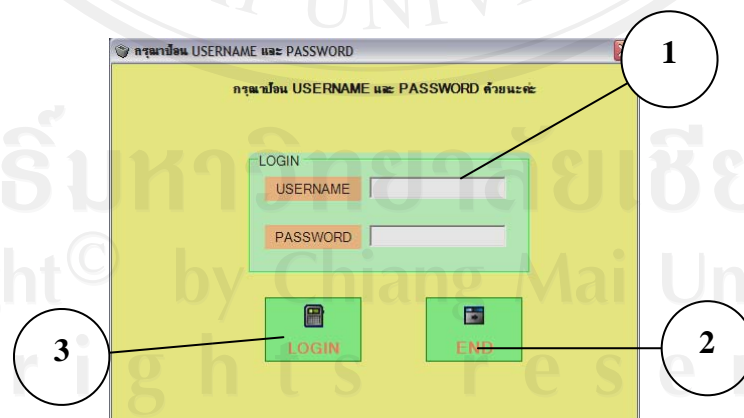 กรุณาป้อน USERNAME และ PASSWORD
1
กรุณาป้อน USERNAME และ PASSWORD ด้วยนะค่ะ
LOGIN
USERNAME
PASSWORD
LOGIN
END
3
2